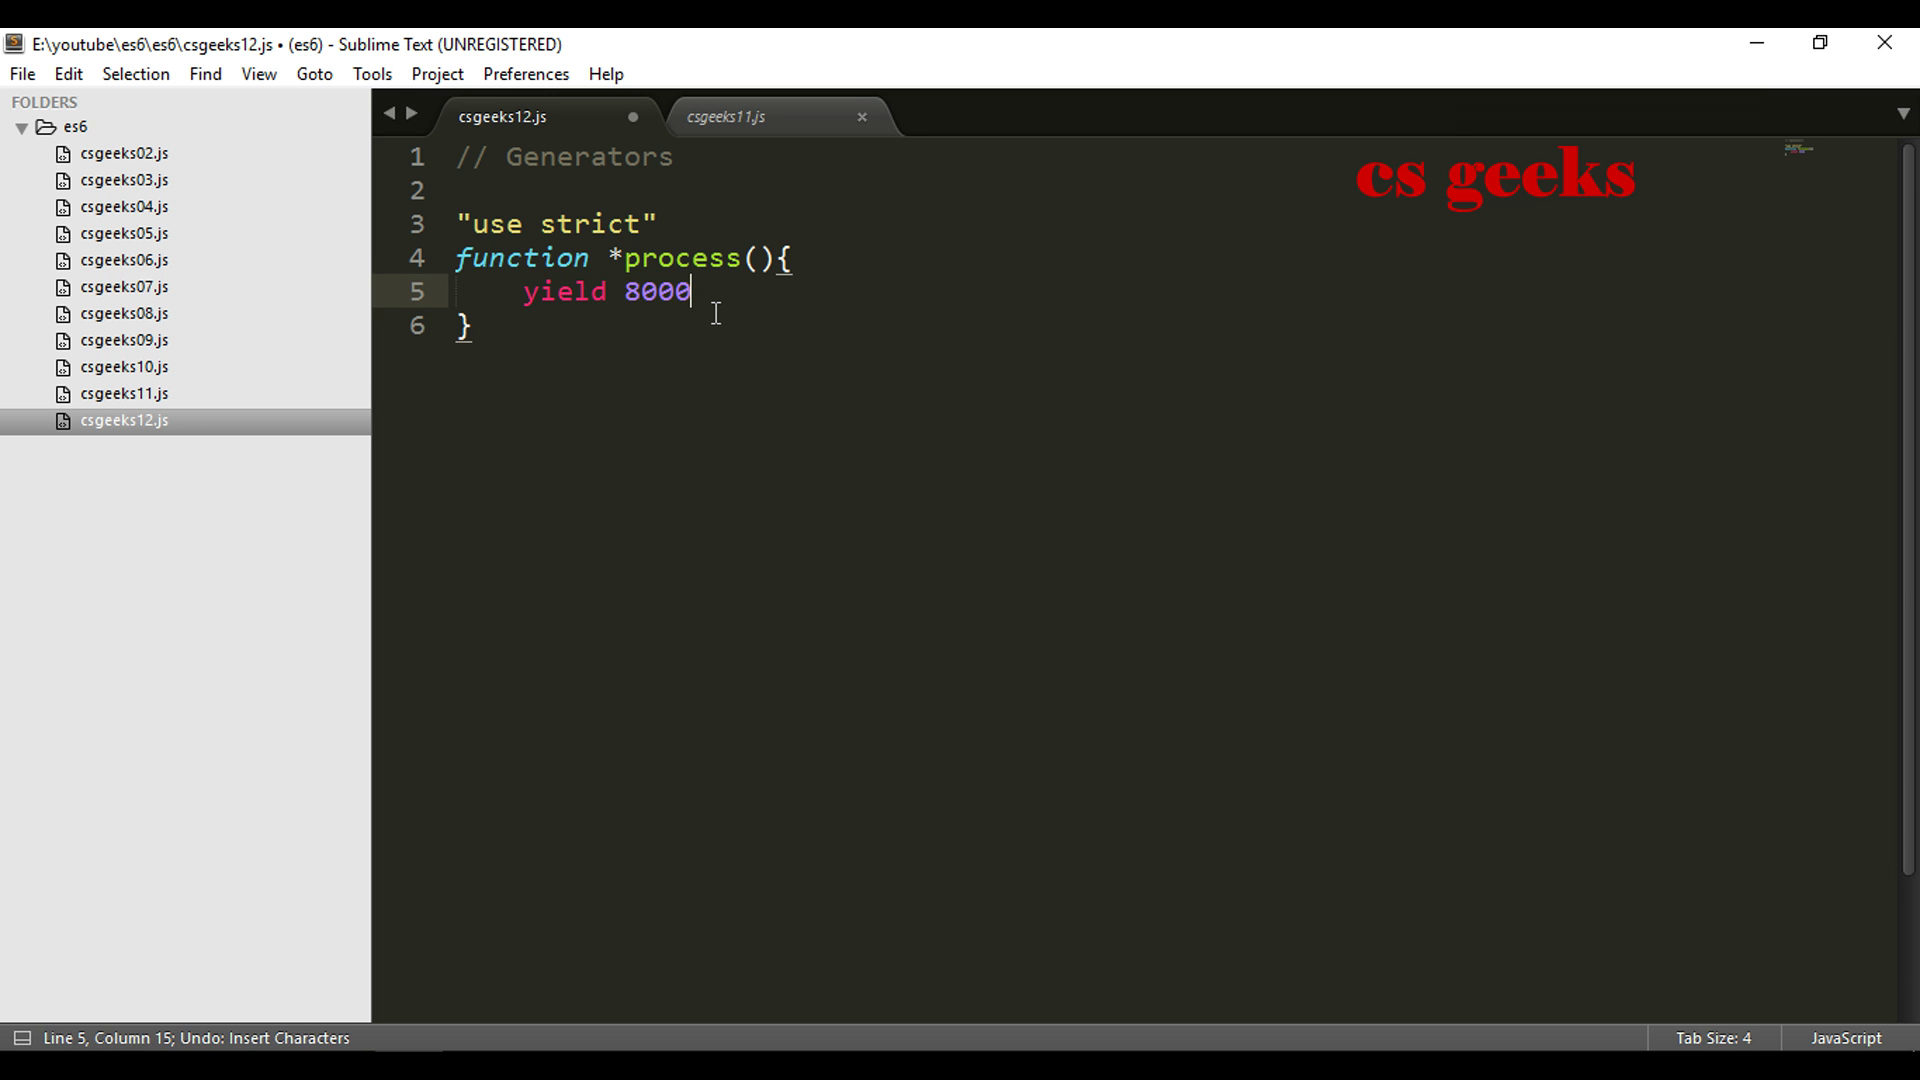 E:\youtube\es6\es6\csgeeks12.js • (es6) - Sublime Text (UNREGISTERED)
File Edit Selection Find View Goto Tools Project Preferences Help
FOLDERS
es6
csgeeks02.js
csgeeks03.js
csgeeks04.js
csgeeks05.js
csgeeks06.js
csgeeks07.js
csgeeks08.js
csgeeks09.js
csgeeks10.js
csgeeks11.js
csgeeks12.js
csgeeks12.js csgeeks11.js
1 // Generators
2
3 "use strict"
4 function *process(){
5 yield 8000
6 }
cs geeks
Line 5, Column 15; Undo: Insert Characters Tab Size: 4 JavaScript